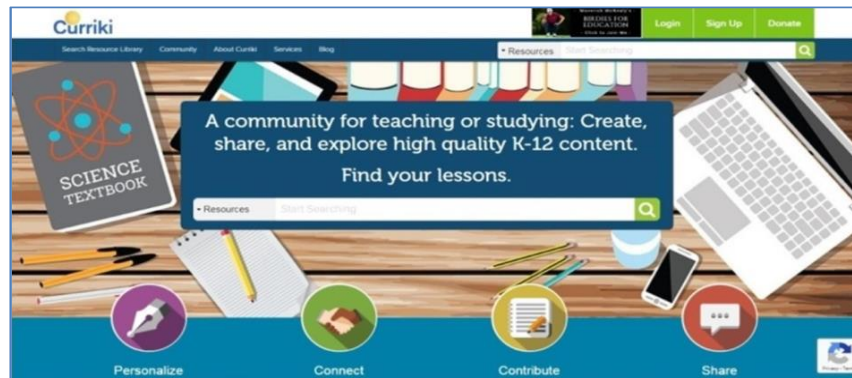 Curriki
BIRDIES FOR
EDUCATION
Login Sign Up Donate
Search Resource Library Community About Curriki Services Blog
Resources Start Searching
A community for teaching or studying: Create,
share, and explore high quality K-12 content.
Find your lessons.
Resources Start Searching
SCIENCE
TEXTBOOK
Personalize Connect Contribute Share